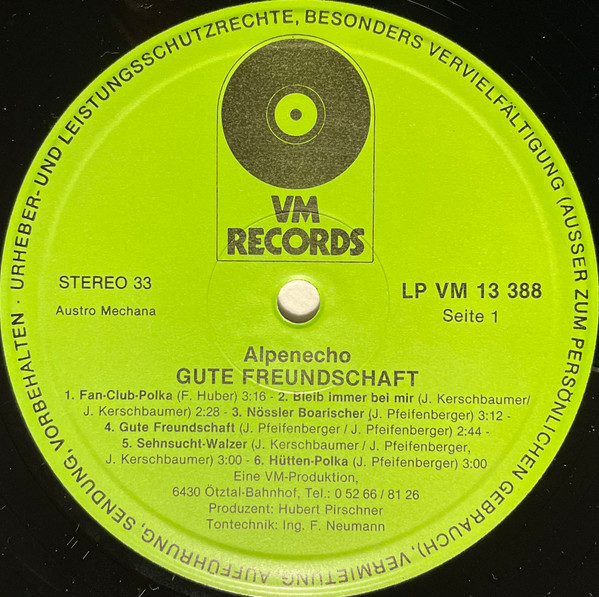 · URHEBER- UND LEISTUNGSSCHUTZRECHTE, BESONDERS VERVIELFÄLTIGUNG (AUSSER ZUM PERSÖNLICHEN GEBRAUCH), VERMIETUNG, AUFFÜHRUNG, SENDUNG, VORBEHALTEN
VM
RECORDS
STEREO 33
Austro Mechana
LP VM 13 388
Seite 1
Alpenecho
GUTE FREUNDSCHAFT
1. Fan-Club-Polka (F. Huber) 3:16 - 2. Bleib immer bei mir (J. Kerschbaumer/
J. Kerschbaumer) 2:28 - 3. Nössler Boarischer (J. Pfeifenberger) 3:12 -
4. Gute Freundschaft (J. Pfeifenberger / J. Pfeifenberger) 2:44 -
5. Sehnsucht-Walzer (J. Kerschbaumer / J. Pfeifenberger,
J. Kerschbaumer) 3:00 - 6. Hütten-Polka (J. Pfeifenberger) 3:00
Eine VM-Produktion,
6430 Ötztal-Bahnhof, Tel.: 0 52 66 / 81 26
Produzent: Hubert Pirschner
Tontechnik: Ing. F. Neumann